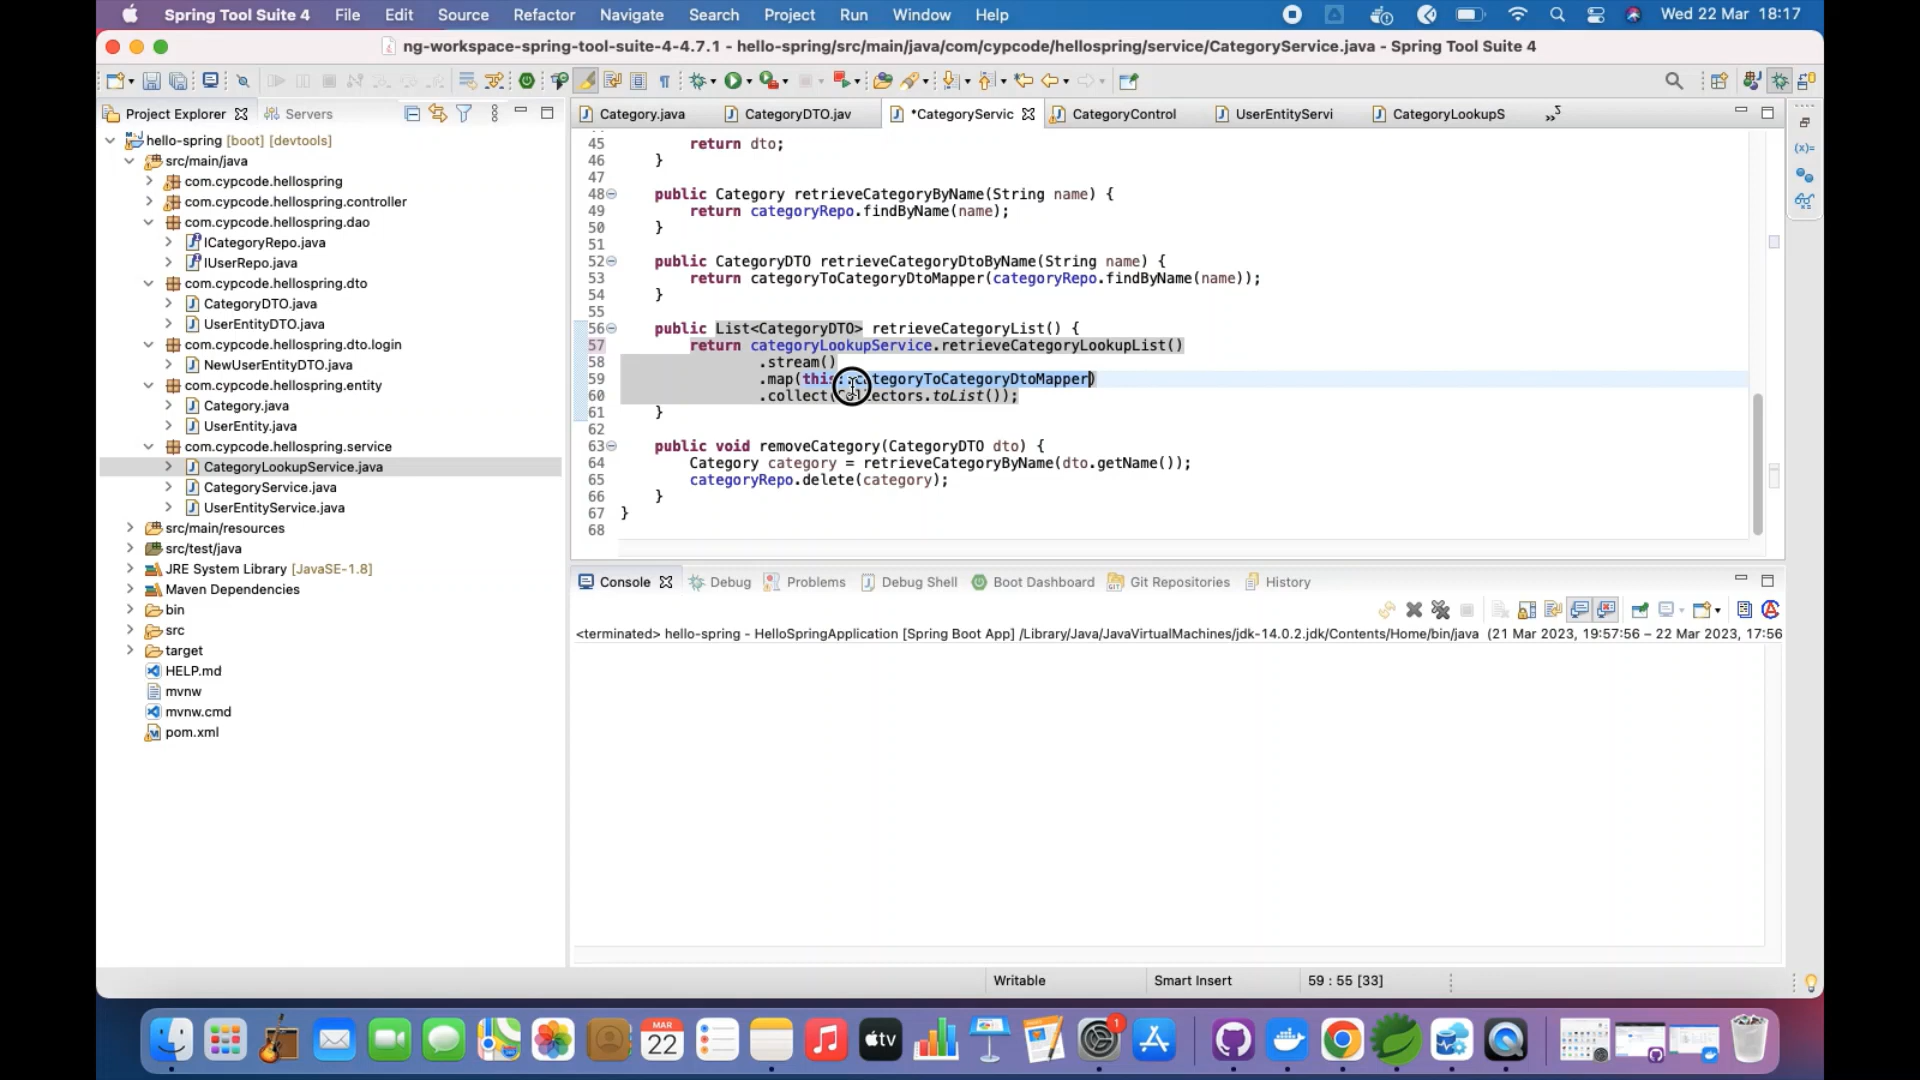 Spring Tool Suite 4 File Edit Source Refactor Navigate Search Project Run Window Help Wed 22 Mar 18:17
ng-workspace-spring-tool-suite-4-4.7.1 - hello-spring/src/main/java/com/cypcode/hellospring/service/CategoryService.java - Spring Tool Suite 4
Project Explorer Servers
Category.java CategoryDTO.jav *CategoryServic CategoryControl UserEntityServi CategoryLookupS »5
hello-spring [boot] [devtools]
src/main/java
com.cypcode.hellospring
com.cypcode.hellospring.controller
com.cypcode.hellospring.dao
ICategoryRepo.java
IUserRepo.java
com.cypcode.hellospring.dto
CategoryDTO.java
UserEntityDTO.java
com.cypcode.hellospring.dto.login
NewUserEntityDTO.java
com.cypcode.hellospring.entity
Category.java
UserEntity.java
com.cypcode.hellospring.service
CategoryLookupService.java
CategoryService.java
UserEntityService.java
src/main/resources
src/test/java
JRE System Library [JavaSE-1.8]
Maven Dependencies
bin
src
target
HELP.md
mvnw
mvnw.cmd
pom.xml
45 return dto;
46 }
47
48 public Category retrieveCategoryByName(String name) {
49 return categoryRepo.findByName(name);
50 }
51
52 public CategoryDTO retrieveCategoryDtoByName(String name) {
53 return categoryToCategoryDtoMapper(categoryRepo.findByName(name));
54 }
55
56 public List<CategoryDTO> retrieveCategoryList() {
57 return categoryLookupService.retrieveCategoryLookupList()
58 .stream()
59 .map(this::categoryToCategoryDtoMapper)
60 .collect(Collectors.toList());
61 }
62
63 public void removeCategory(CategoryDTO dto) {
64 Category category = retrieveCategoryByName(dto.getName());
65 categoryRepo.delete(category);
66 }
67 }
68
Console Debug Problems Debug Shell Boot Dashboard Git Repositories History
<terminated> hello-spring - HelloSpringApplication [Spring Boot App] /Library/Java/JavaVirtualMachines/jdk-14.0.2.jdk/Contents/Home/bin/java (21 Mar 2023, 19:57:56 – 22 Mar 2023, 17:56
Writable Smart Insert 59 : 55 [33]
MAR
22
tv
1